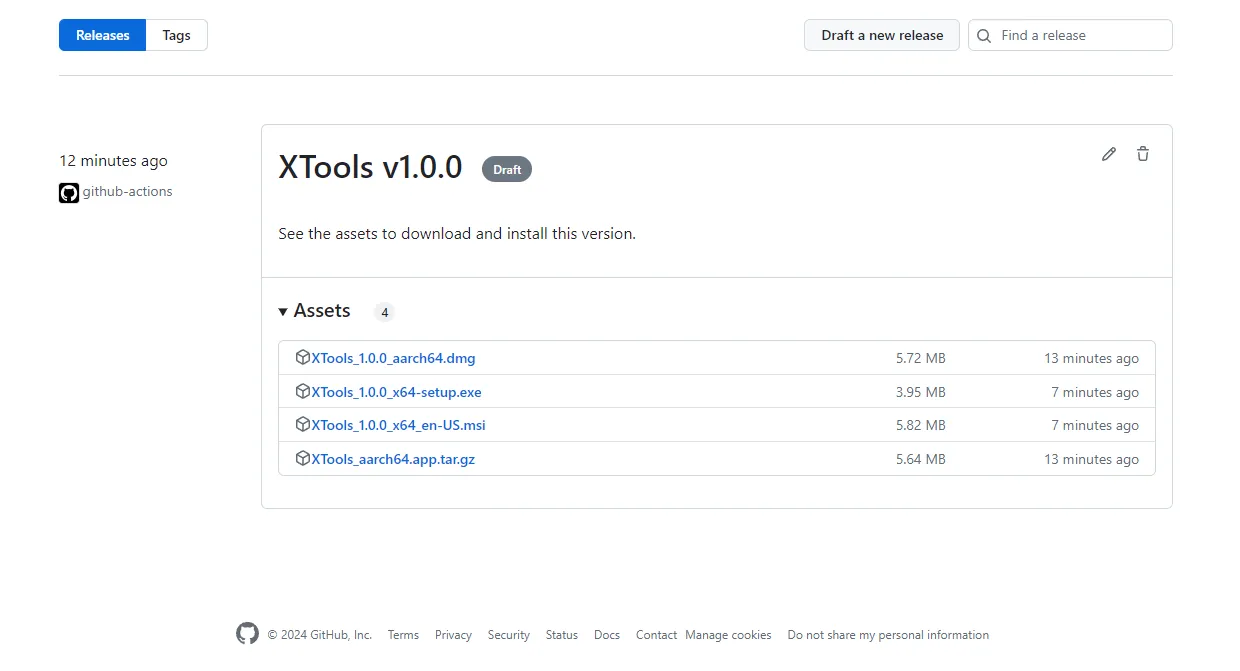 Releases Tags Draft a new release Find a release
12 minutes ago
github-actions
XTools v1.0.0 Draft
See the assets to download and install this version.
Assets 4
XTools_1.0.0_aarch64.dmg 5.72 MB 13 minutes ago
XTools_1.0.0_x64-setup.exe 3.95 MB 7 minutes ago
XTools_1.0.0_x64_en-US.msi 5.82 MB 7 minutes ago
XTools_aarch64.app.tar.gz 5.64 MB 13 minutes ago
© 2024 GitHub, Inc. Terms Privacy Security Status Docs Contact Manage cookies Do not share my personal information